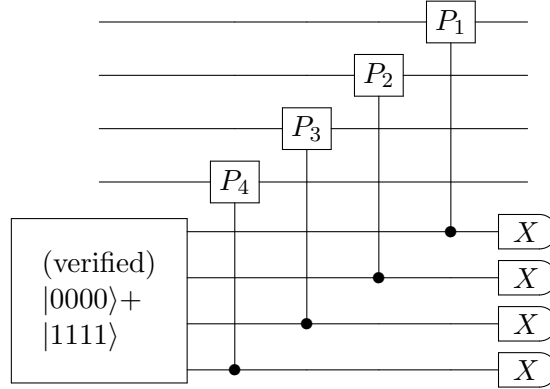 P₁
P₂
P₃
P₄
(verified)
|0000⟩+
|1111⟩
X
X
X
X